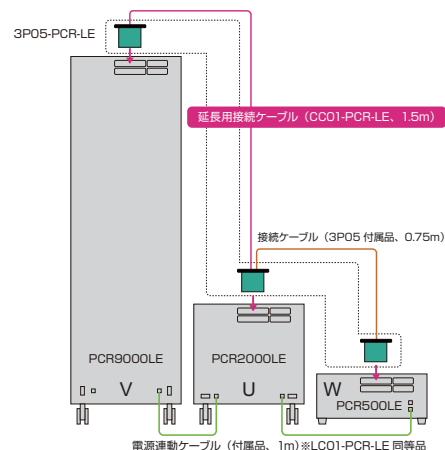 3P05-PCR-LE
延長用接続ケーブル（CC01-PCR-LE、1.5m）
接続ケーブル（3P05 付属品、0.75m）
PCR9000LE
V
PCR2000LE
U
W
PCR500LE
電源連動ケーブル（付属品、1m）※LC01-PCR-LE 同等品